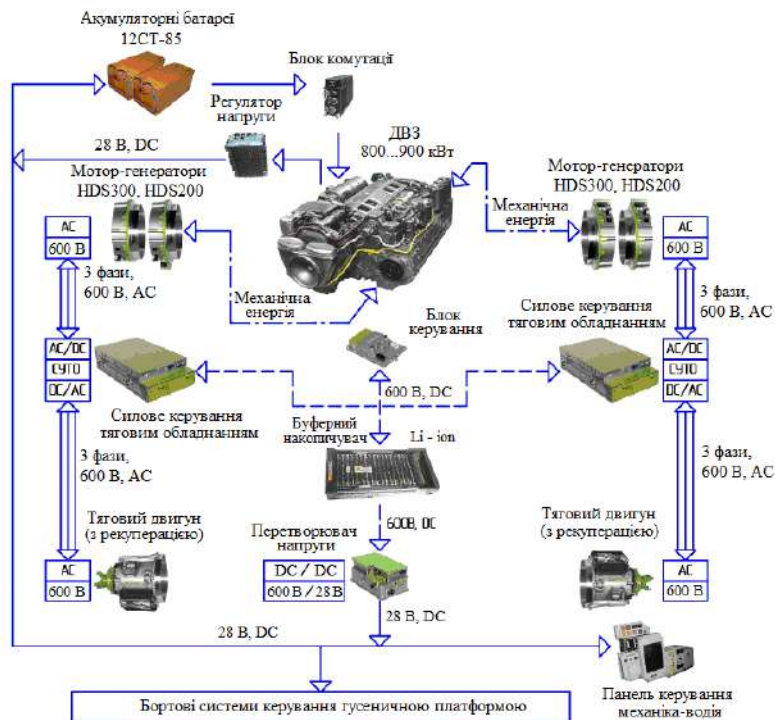 Акумуляторні батареї
12СТ-85
Блок комутації
Регулятор
напруги
28 В, DC
ДВЗ
800...900 кВт
Мотор-генератори
HDS300, HDS200
Мотор-генератори
HDS300, HDS200
Механічна
енергія
AC
600 В
AC
600 В
3 фази,
600 В, AC
Механічна
енергія
Блок
керування
3 фази,
600 В, AC
Силове керування
тяговим обладнанням
AC/DC
СУТО
DC/AC
AC/DC
СУТО
DC/AC
600 В, DC
Силове керування
тяговим обладнанням
Буферний
накопичувач
Li - ion
3 фази,
600 В, AC
3 фази,
600 В, AC
Тяговий двигун
(з рекуперацією)
600В, DC
Перетворювач
напруги
Тяговий двигун
(з рекуперацією)
AC
600 В
DC / DC
600 В / 28 В
AC
600 В
28 В, DC
28 В, DC
Бортові системи керування гусеничною платформою
Панель керування
механіка-водія